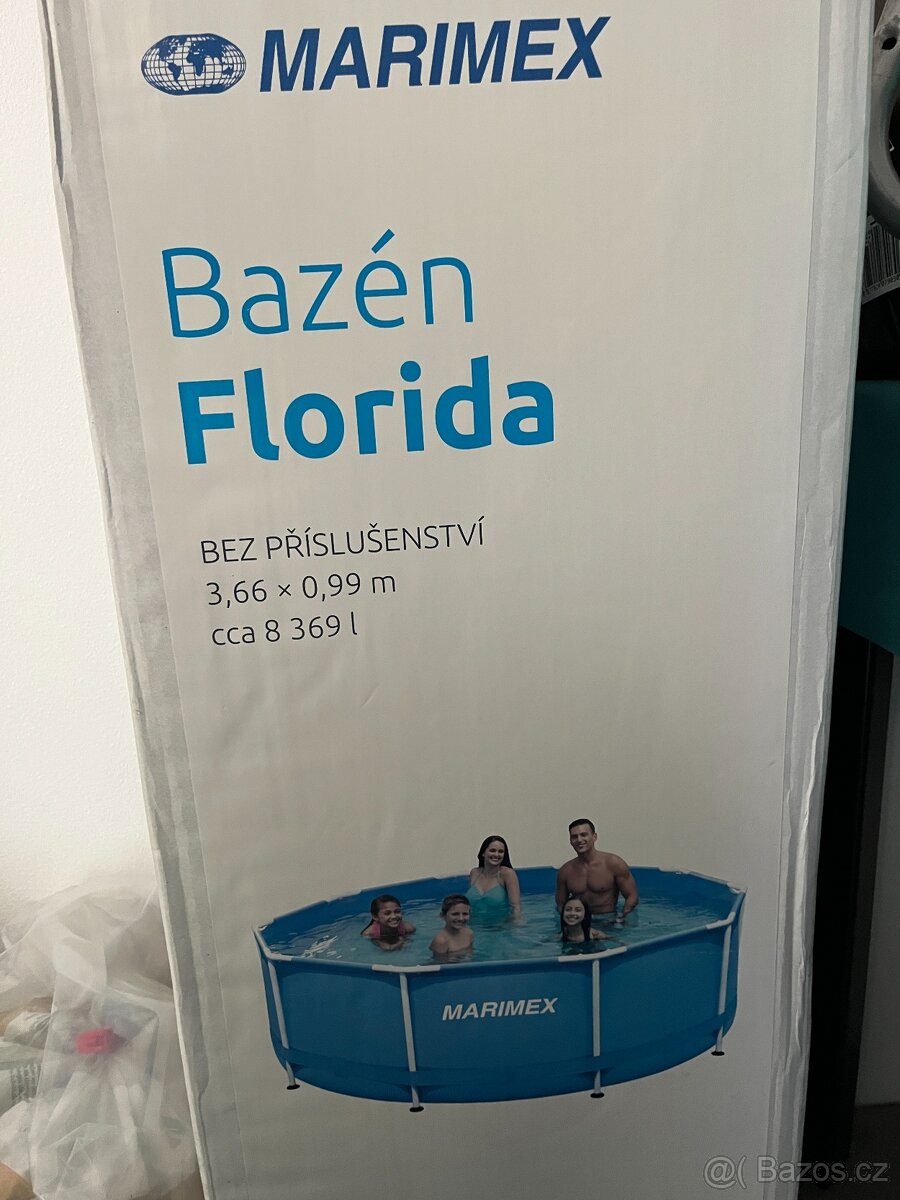 MARIMEX
Bazén
Florida
BEZ PŘÍSLUŠENSTVÍ
3,66 × 0,99 m
cca 8 369 l
MARIMEX
@( Bazos.cz